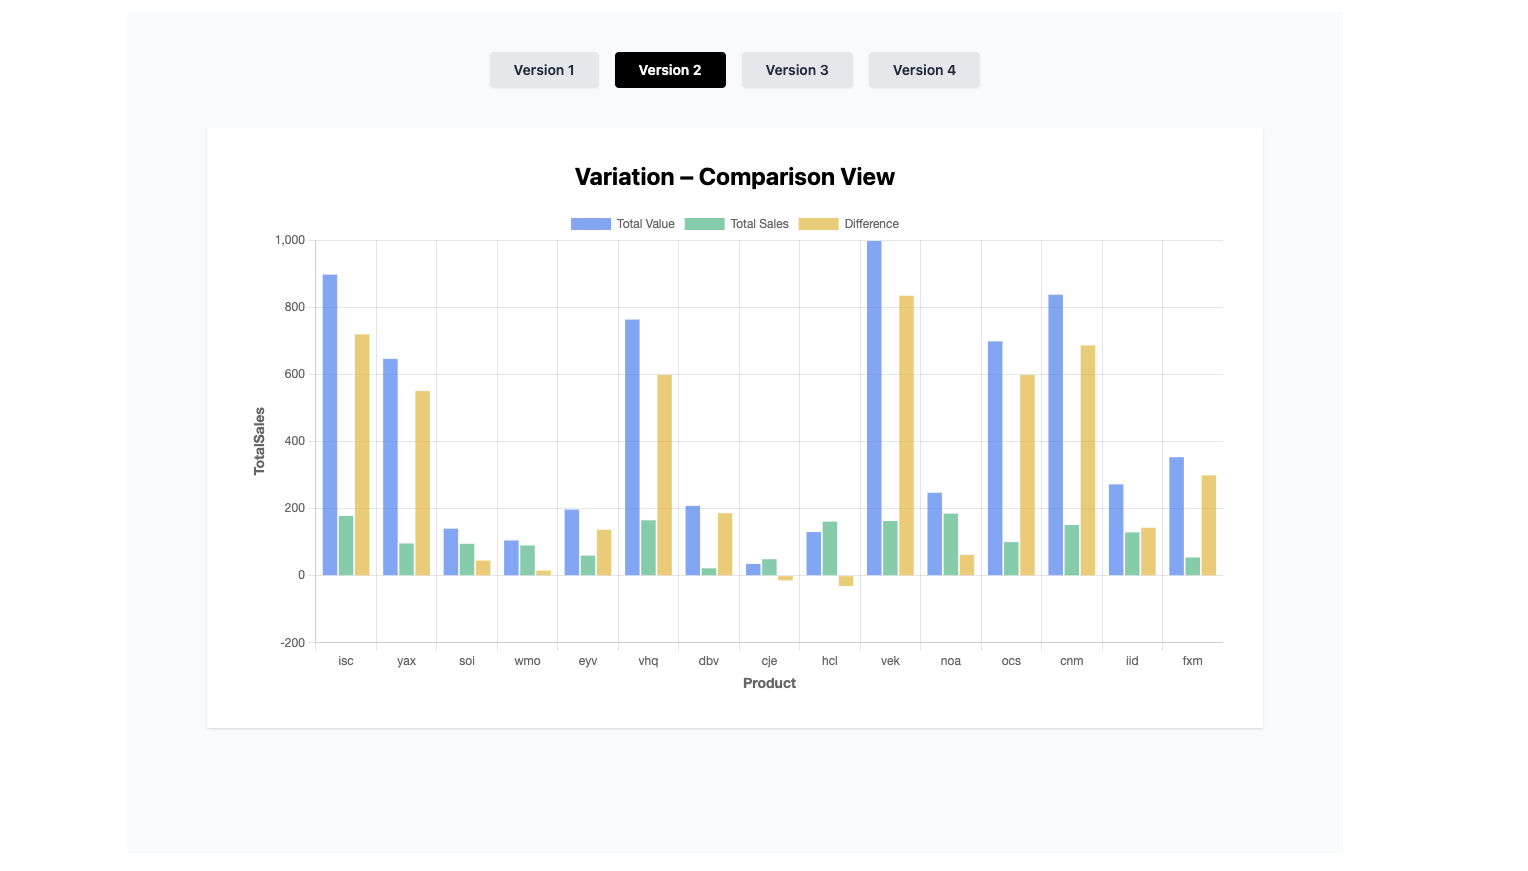 Version 1 Version 2 Version 3 Version 4
Variation – Comparison View
Total Value Total Sales Difference
1,000
800
600
400
200
0
-200
TotalSales
isc yax soi wmo eyv vhq dbv cje hcl vek noa ocs cnm iid fxm
Product